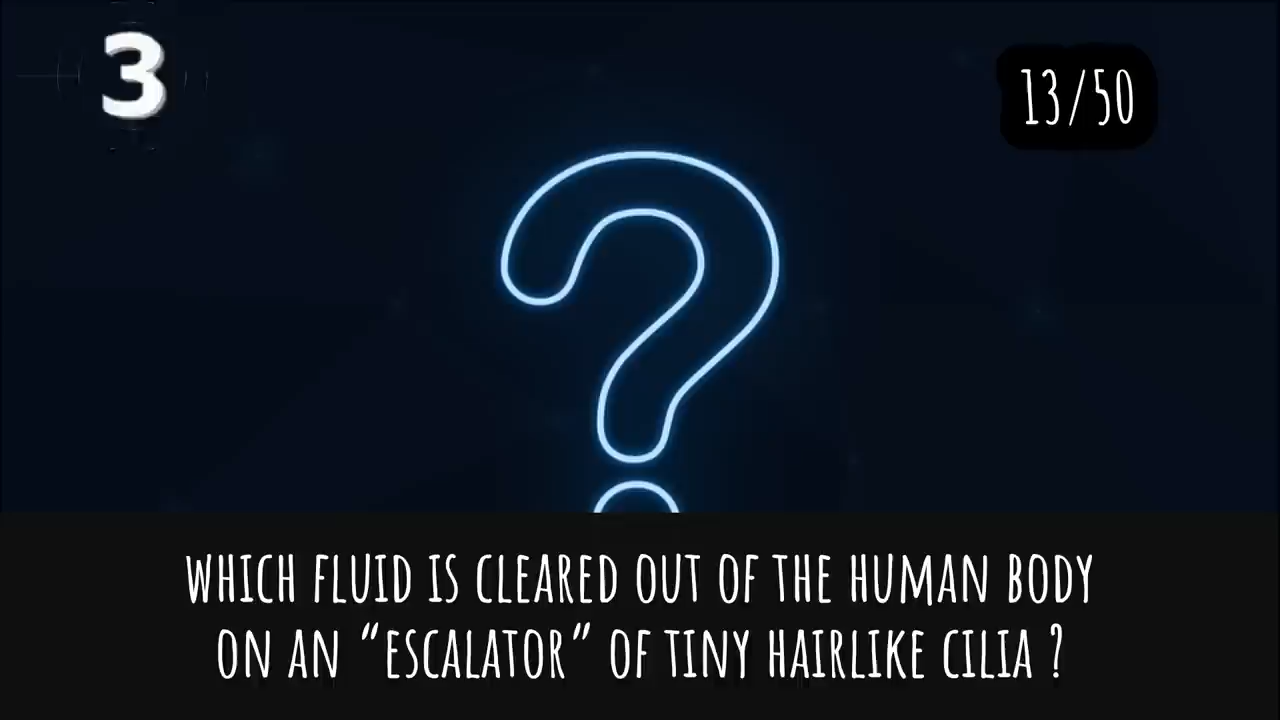 3
13/50
WHICH FLUID IS CLEARED OUT OF THE HUMAN BODY
ON AN “ESCALATOR” OF TINY HAIRLIKE CILIA ?